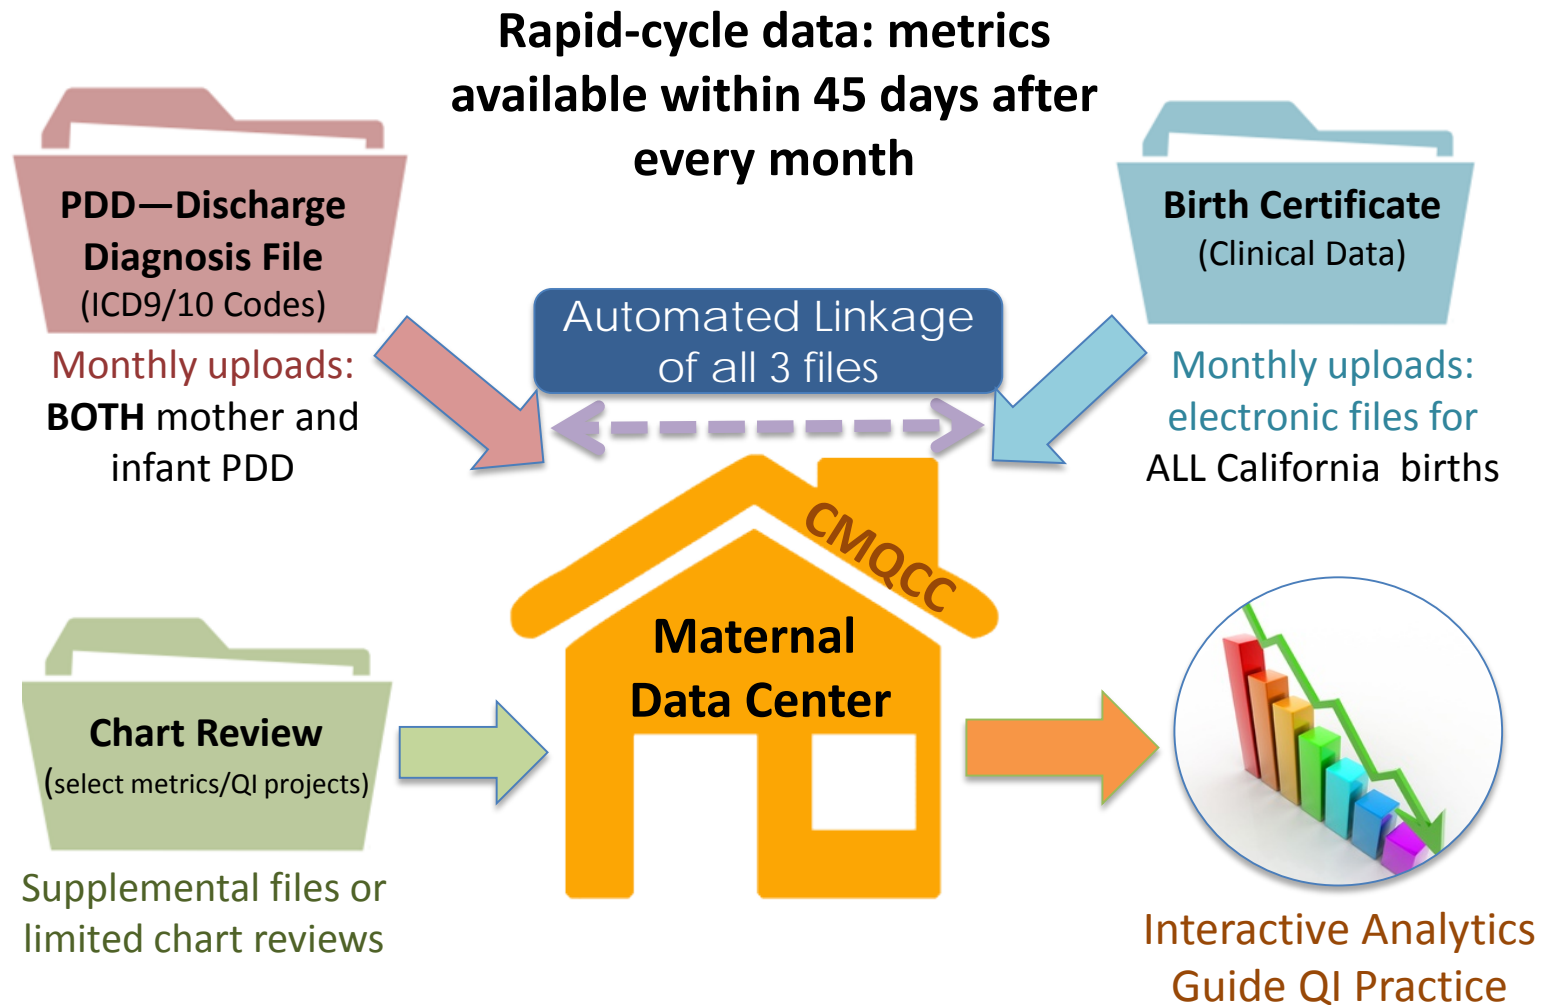 Rapid-cycle data: metrics
available within 45 days after
every month
PDD—Discharge
Diagnosis File
(ICD9/10 Codes)
Monthly uploads:
BOTH mother and
infant PDD
Automated Linkage
of all 3 files
Birth Certificate
(Clinical Data)
Monthly uploads:
electronic files for
ALL California births
CMQCC
Maternal
Data Center
Chart Review
(select metrics/QI projects)
Supplemental files or
limited chart reviews
Interactive Analytics
Guide QI Practice